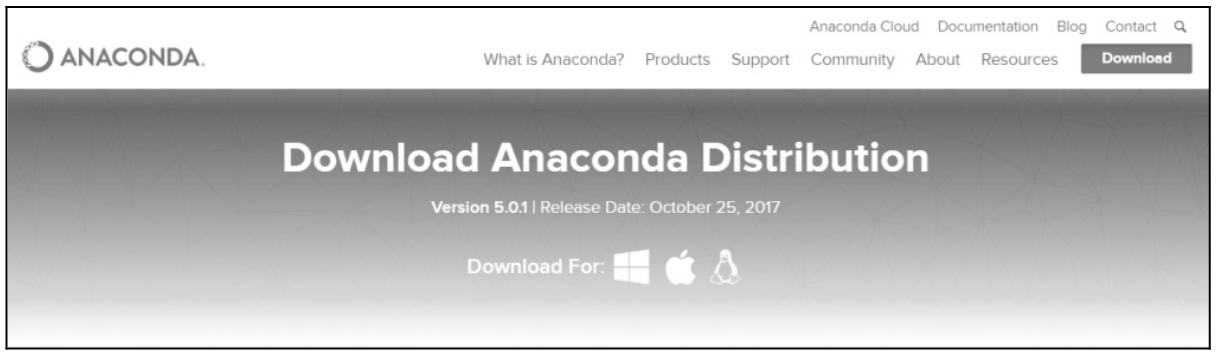 Anaconda Cloud Documentation Blog Contact
ANACONDA.
What is Anaconda? Products Support Community About Resources Download
Download Anaconda Distribution
Version 5.0.1 | Release Date: October 25, 2017
Download For: